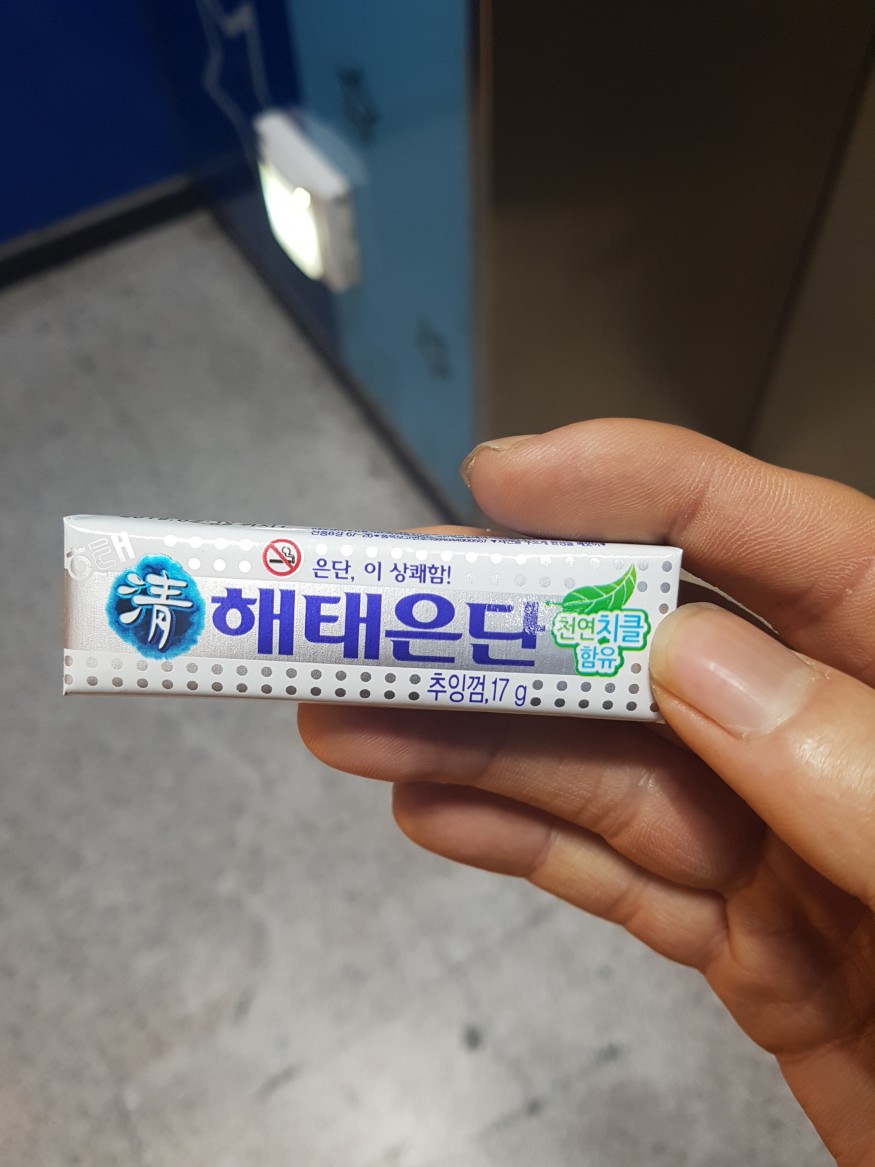 해태
은단, 이 상쾌함!
淸 해태은단
천연치클
함유
추잉껌, 17 g